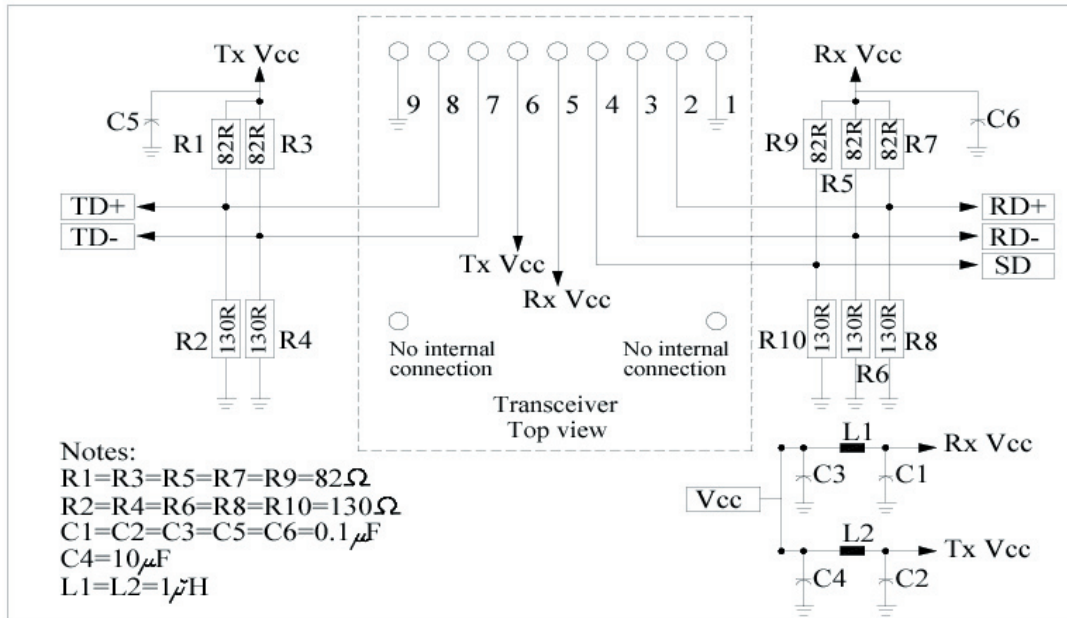 Tx Vcc
C5
R1
82R
82R
R3
TD+
TD-
R2
130R
130R
R4
9
8
7
6
5
4
3
2
1
Tx Vcc
Rx Vcc
No internal
connection
No internal
connection
Transceiver
Top view
Rx Vcc
C6
R9
82R
82R
82R
R7
R5
RD+
RD-
SD
R10
130R
130R
130R
R8
R6
Notes:
R1=R3=R5=R7=R9=82Ω
R2=R4=R6=R8=R10=130Ω
C1=C2=C3=C5=C6=0.1μF
C4=10μF
L1=L2=1μH
Vcc
L1
Rx Vcc
C3
C1
L2
Tx Vcc
C4
C2